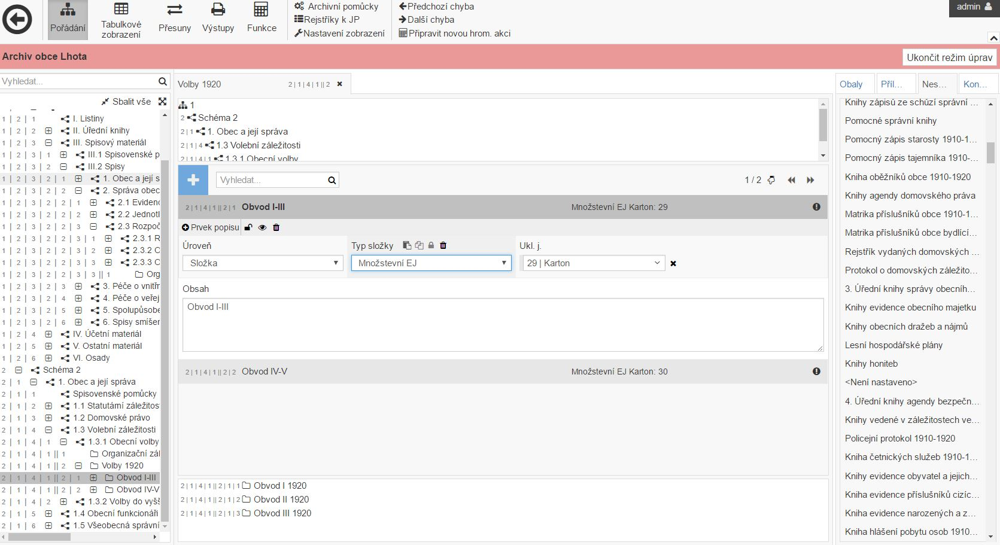 Pořádání
Tabulkové
zobrazení
Přesuny
Výstupy
Funkce
Archivní pomůcky
Rejstříky k JP
Nastavení zobrazení
Předchozí chyba
Další chyba
Připravit novou hrom. akci
admin
Archiv obce Lhota
Ukončit režim úprav
Vyhledat...
Sbalit vše
1 | 2 | 1 I. Listiny
1 | 2 | 2 II. Úřední knihy
1 | 2 | 3 III. Spisový materiál
1 | 2 | 3 | 1 III.1 Spisovenské p
1 | 2 | 3 | 2 III.2 Spisy
1 | 2 | 3 | 2 | 1 1. Obec a její s
1 | 2 | 3 | 2 | 2 2. Správa obec
1 | 2 | 3 | 2 | 2 | 1 2.1 Evidenc
1 | 2 | 3 | 2 | 2 | 2 2.2 Jednotl
1 | 2 | 3 | 2 | 2 | 3 2.3 Rozpoč
1 | 2 | 3 | 2 | 2 | 3 | 1 2.3.1 R
1 | 2 | 3 | 2 | 2 | 3 | 2 2.3.2 C
1 | 2 | 3 | 2 | 2 | 3 | 3 2.3.3 C
1 | 2 | 3 | 2 | 2 | 3 | 3 || 1 Org
1 | 2 | 3 | 2 | 3 3. Péče o vnitřr
1 | 2 | 3 | 2 | 4 4. Péče o veřej
1 | 2 | 3 | 2 | 5 5. Spolupůsobe
1 | 2 | 3 | 2 | 6 6. Spisy smíšer
1 | 2 | 4 IV. Účetní materiál
1 | 2 | 5 V. Ostatní materiál
1 | 2 | 6 VI. Osady
2 Schéma 2
2 | 1 1. Obec a její správa
2 | 1 | 1 Spisovenské pomůcky
2 | 1 | 2 1.1 Statutární záležitos
2 | 1 | 3 1.2 Domovské právo
2 | 1 | 4 1.3 Volební záležitosti
2 | 1 | 4 | 1 1.3.1 Obecní volby
2 | 1 | 4 | 1 || 1 Organizační zál
2 | 1 | 4 | 1 || 2 Volby 1920
2 | 1 | 4 | 1 || 2 | 1 Obvod I-III
2 | 1 | 4 | 1 || 2 | 2 Obvod IV-V
2 | 1 | 4 | 2 1.3.2 Volby do vyšš
2 | 1 | 5 1.4 Obecní funkcionáři
2 | 1 | 6 1.5 Všeobecná správní
Volby 1920 2 | 1 | 4 | 1 || 2
1
2 Schéma 2
2 | 1 1. Obec a její správa
2 | 1 | 4 1.3 Volební záležitosti
2 | 1 | 4 | 1 1.3.1 Obecní volby
Vyhledat...
1 / 2
2 | 1 | 4 | 1 || 2 | 1 Obvod I-III Množstevní EJ Karton: 29
Prvek popisu
Úroveň
Typ složky
Ukl. j.
Složka
Množstevní EJ
29 | Karton
Obsah
Obvod I-III
2 | 1 | 4 | 1 || 2 | 2 Obvod IV-V Množstevní EJ Karton: 30
2 | 1 | 4 | 1 || 2 | 1 | 1 Obvod I 1920
2 | 1 | 4 | 1 || 2 | 1 | 2 Obvod II 1920
2 | 1 | 4 | 1 || 2 | 1 | 3 Obvod III 1920
Obaly
Příl...
Nes...
Kon...
Knihy zápisů ze schůzí správní ...
Pomocné správní knihy
Pomocný zápis starosty 1910-1...
Pomocný zápis tajemníka 1910-...
Kniha oběžníků obce 1910-1920
Knihy agendy domovského práva
Matrika příslušníků obce 1910-1...
Matrika příslušníků obce bydlící...
Rejstřík vydaných domovských ...
Protokol o domovských záležito...
3. Úřední knihy správy obecníh...
Knihy evidence obecního majetku
Knihy obecních dražeb a nájmů
Lesní hospodářské plány
Knihy honiteb
<Není nastaveno>
4. Úřední knihy agendy bezpečn...
Knihy vedené v záležitostech ve...
Policejní protokol 1910-1920
Kniha četnických služeb 1910-1...
Knihy evidence obyvatel a jejich...
Kniha evidence příslušníků cizíc...
Kniha evidence narozených a z...
Kniha hlášení pobytu osob 1910...